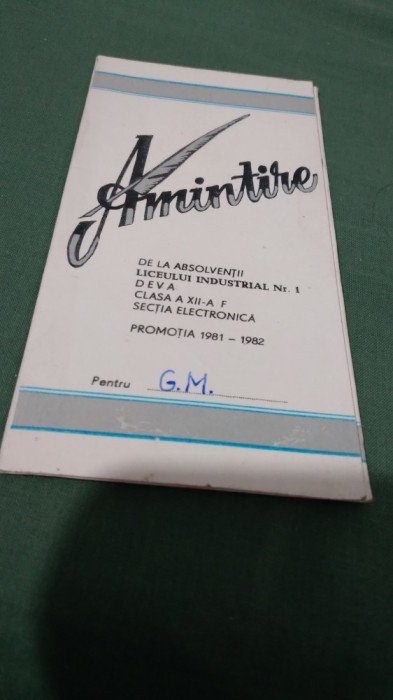 Amintire
DE LA ABSOLVENȚII
LICEULUI INDUSTRIAL Nr. 1
DEVA
CLASA A XII-A F
SECȚIA ELECTRONICĂ
PROMOȚIA 1981 – 1982
Pentru G.M.